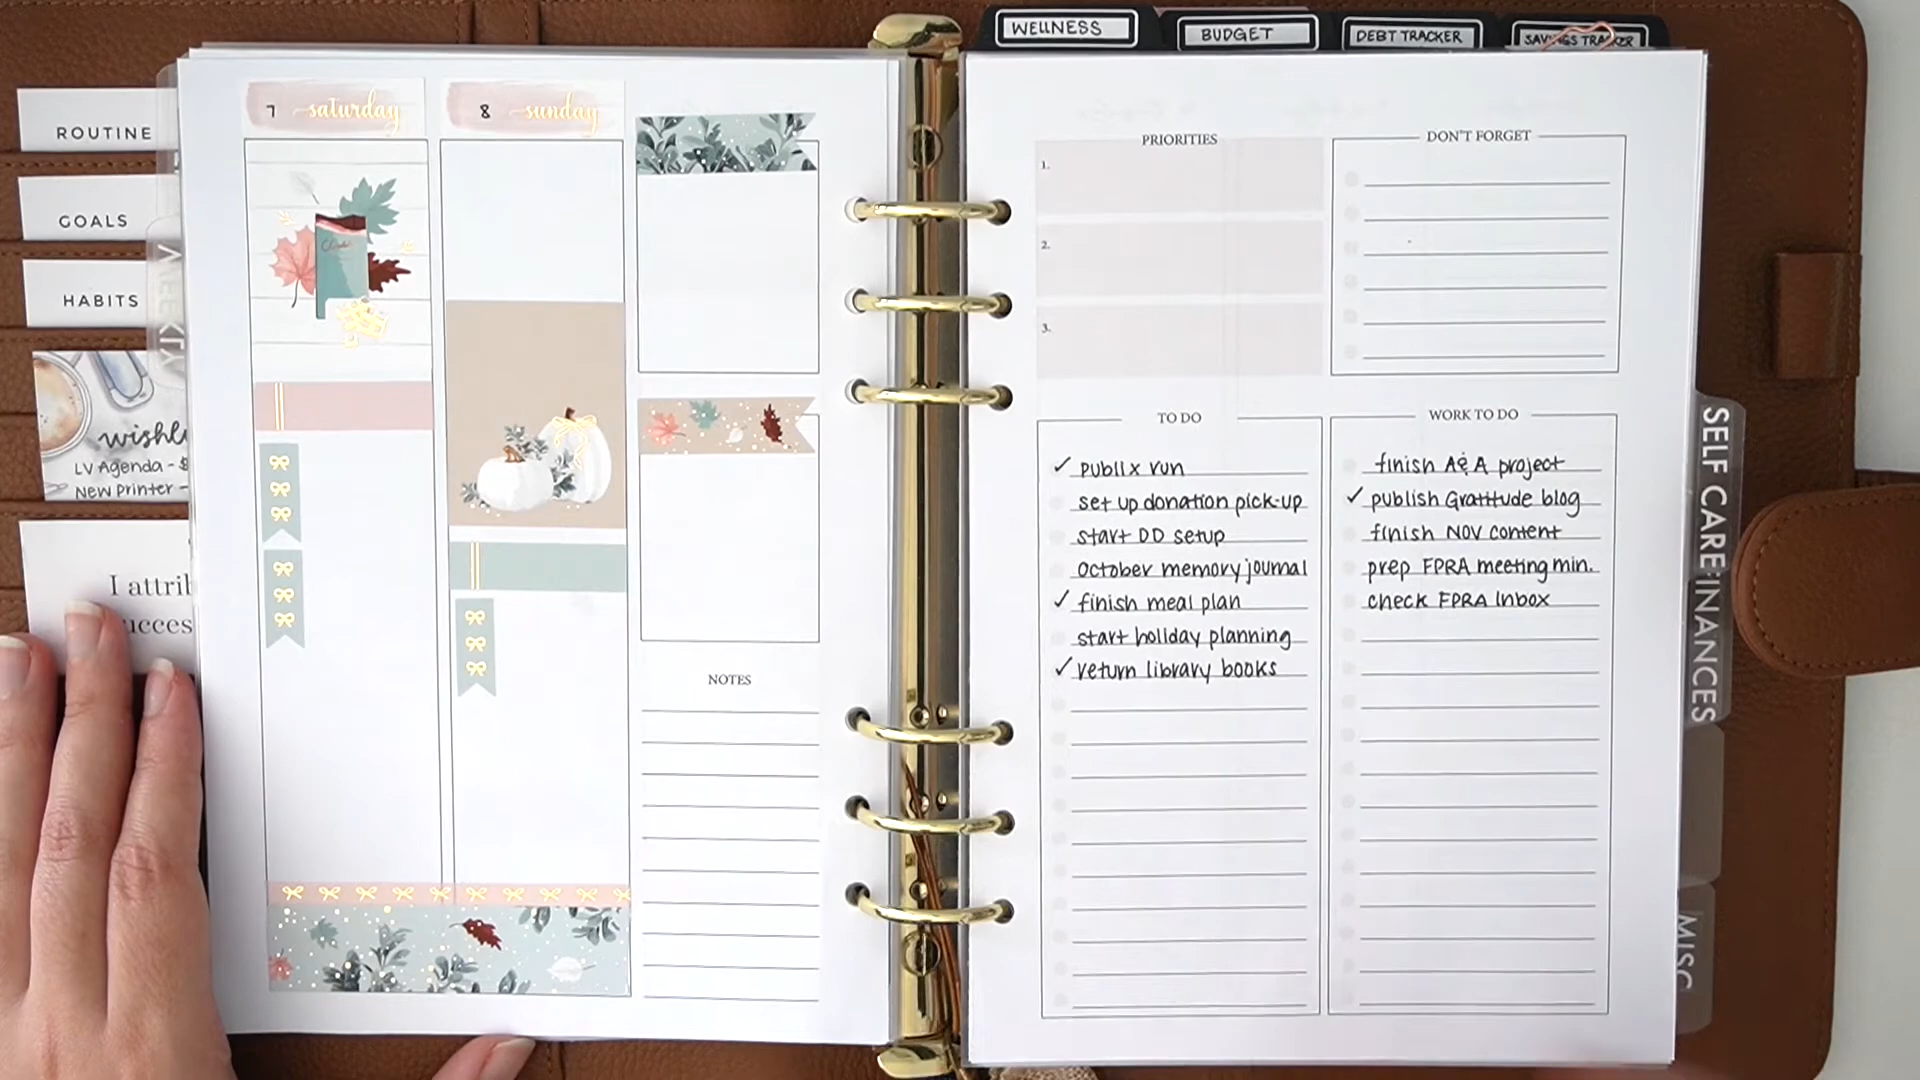 WELLNESS
BUDGET
DEBT TRACKER
SAVINGS TRACKER
ROUTINE
GOALS
HABITS
WEEKLY
LV Agenda -
New Printer -
I attrib
ucces
7 saturday
8 sunday
NOTES
PRIORITIES
1.
2.
3.
DON'T FORGET
TO DO
✓ publix run
set up donation pick-up
start DD setup
October memory journal
✓ finish meal plan
start holiday planning
✓ return library books
WORK TO DO
finish A&A project
✓ publish Gratitude blog
finish NOV content
prep FPRA meeting min.
check FPRA inbox
SELF CARE
FINANCES
MISC